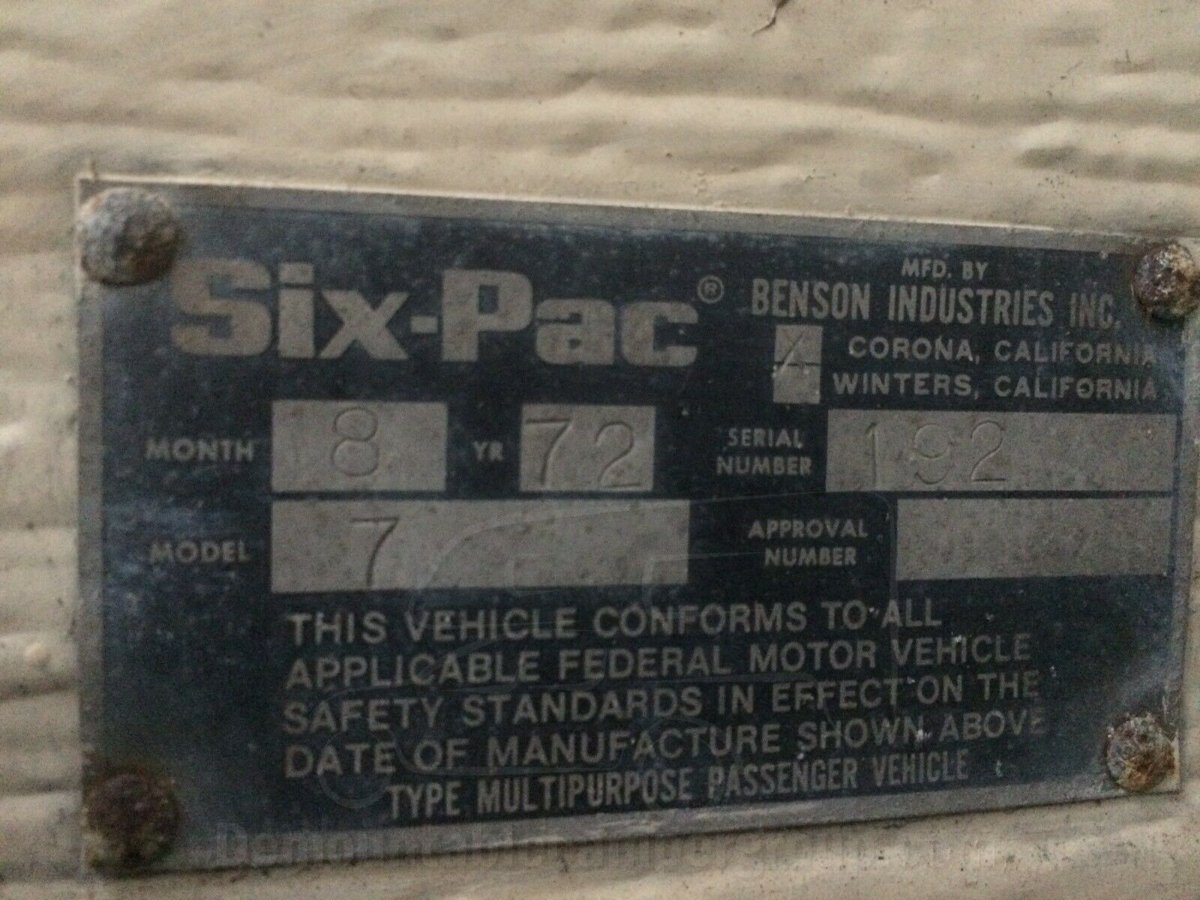 Six-Pac®
MFD. BY
BENSON INDUSTRIES INC.
CORONA, CALIFORNIA
WINTERS, CALIFORNIA
MONTH 8 YR 72 SERIAL NUMBER 192
MODEL 7 APPROVAL NUMBER
THIS VEHICLE CONFORMS TO ALL
APPLICABLE FEDERAL MOTOR VEHICLE
SAFETY STANDARDS IN EFFECT ON THE
DATE OF MANUFACTURE SHOWN ABOVE
TYPE MULTIPURPOSE PASSENGER VEHICLE